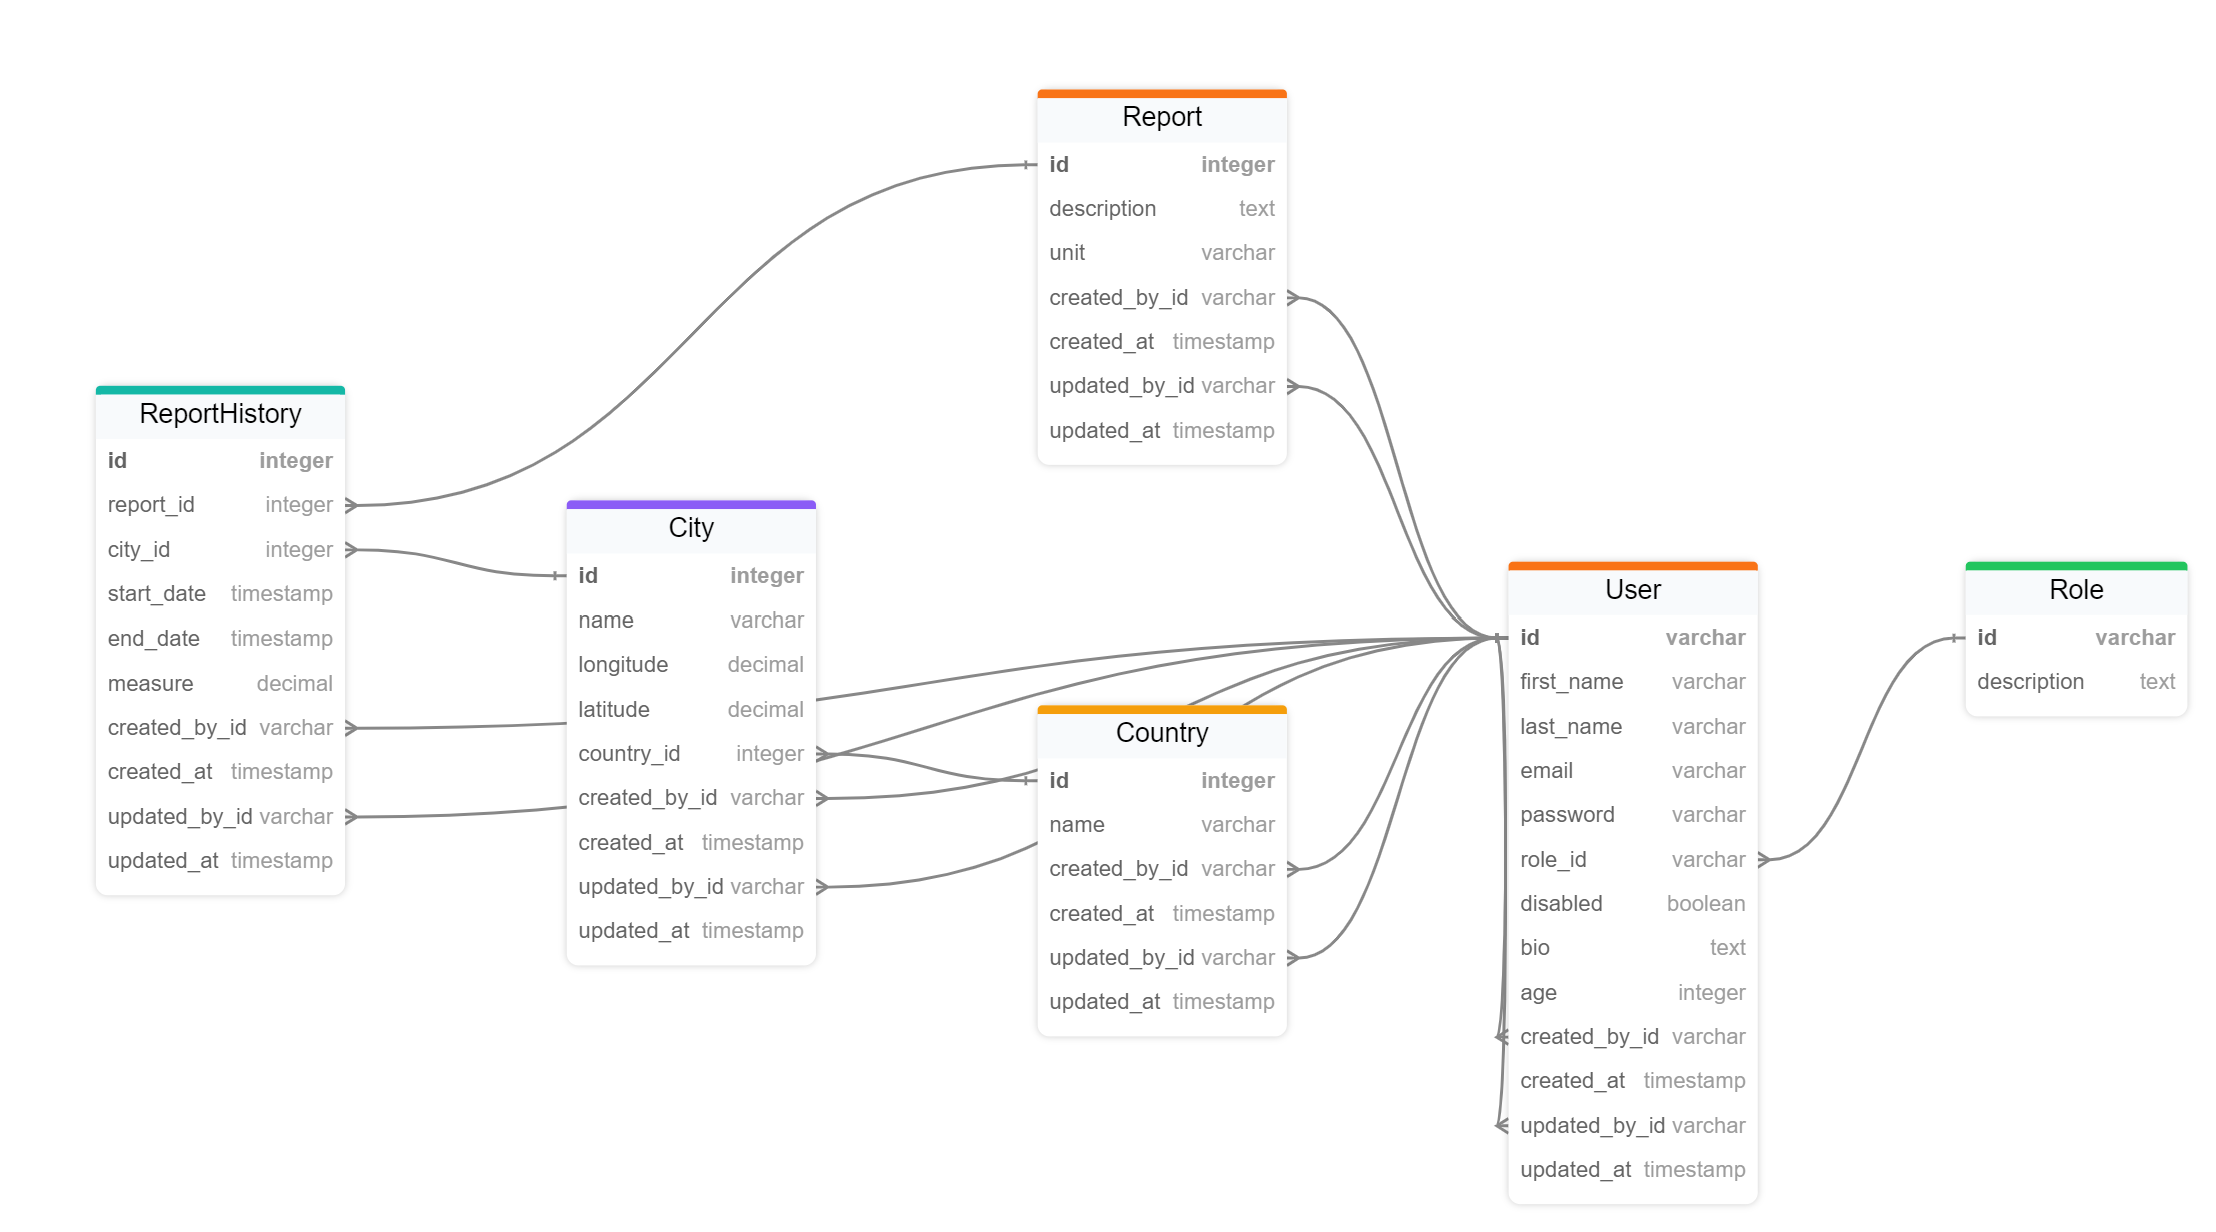 Report
id integer
description text
unit varchar
created_by_id varchar
created_at timestamp
updated_by_id varchar
updated_at timestamp
ReportHistory
id integer
report_id integer
city_id integer
start_date timestamp
end_date timestamp
measure decimal
created_by_id varchar
created_at timestamp
updated_by_id varchar
updated_at timestamp
City
id integer
name varchar
longitude decimal
latitude decimal
country_id integer
created_by_id varchar
created_at timestamp
updated_by_id varchar
updated_at timestamp
Country
id integer
name varchar
created_by_id varchar
created_at timestamp
updated_by_id varchar
updated_at timestamp
User
id varchar
first_name varchar
last_name varchar
email varchar
password varchar
role_id varchar
disabled boolean
bio text
age integer
created_by_id varchar
created_at timestamp
updated_by_id varchar
updated_at timestamp
Role
id varchar
description text